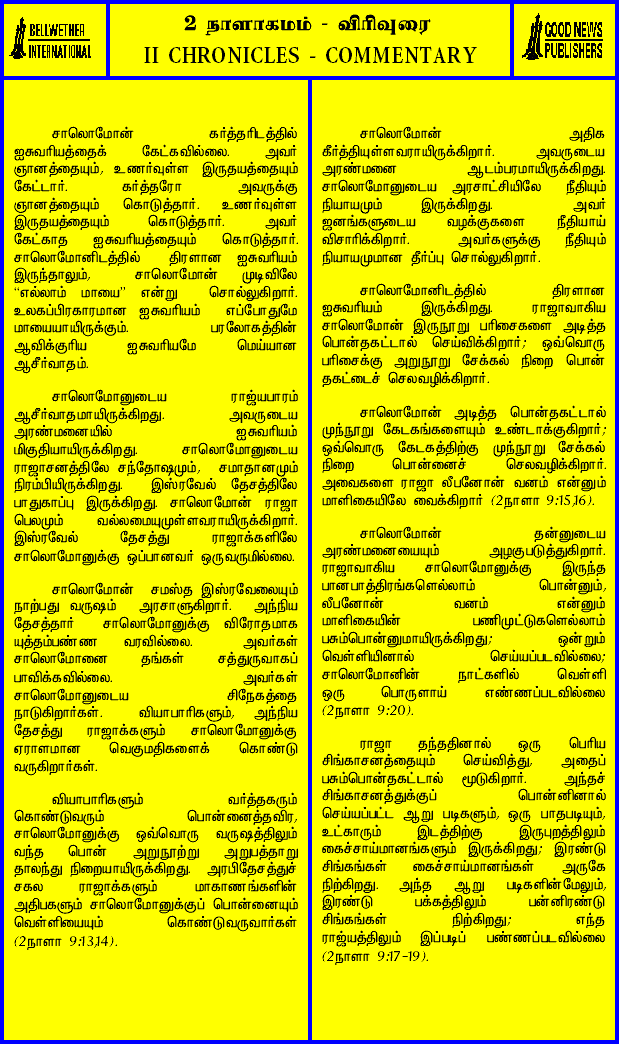 BELLWETHER
INTERNATIONAL
2 நாளாகமம் - விரிவுரை
II CHRONICLES - COMMENTARY
GOOD NEWS
PUBLISHERS
சாலொமோன் கர்த்தரிடத்தில்
ஐசுவரியத்தைக் கேட்கவில்லை. அவர்
ஞானத்தையும், உணர்வுள்ள இருதயத்தையும்
கேட்டார். கர்த்தரோ அவருக்கு
ஞானத்தையும் கொடுத்தார். உணர்வுள்ள
இருதயத்தையும் கொடுத்தார். அவர்
கேட்காத ஐசுவரியத்தையும் கொடுத்தார்.
சாலொமோனிடத்தில் திரளான ஐசுவரியம்
இருந்தாலும், சாலொமோன் முடிவிலே
“எல்லாம் மாயை” என்று சொல்லுகிறார்.
உலகப்பிரகாரமான ஐசுவரியம் எப்போதுமே
மாயையாயிருக்கும். பரலோகத்தின்
ஆவிக்குரிய ஐசுவரியமே மெய்யான
ஆசீர்வாதம்.
சாலொமோனுடைய ராஜ்யபாரம்
ஆசீர்வாதமாயிருக்கிறது. அவருடைய
அரண்மனையில் ஐசுவரியம்
மிகுதியாயிருக்கிறது. சாலொமோனுடைய
ராஜாசனத்திலே சந்தோஷமும், சமாதானமும்
நிரம்பியிருக்கிறது. இஸ்ரவேல் தேசத்திலே
பாதுகாப்பு இருக்கிறது. சாலொமோன் ராஜா
பெலமும் வல்லமையுமுள்ளவராயிருக்கிறார்.
இஸ்ரவேல் தேசத்து ராஜாக்களிலே
சாலொமோனுக்கு ஒப்பானவர் ஒருவருமில்லை.
சாலொமோன் சமஸ்த இஸ்ரவேலையும்
நாற்பது வருஷம் அரசாளுகிறார். அந்நிய
தேசத்தார் சாலொமோனுக்கு விரோதமாக
யுத்தம்பண்ண வரவில்லை. அவர்கள்
சாலொமோனை தங்கள் சத்துருவாகப்
பாவிக்கவில்லை. அவர்கள்
சாலொமோனுடைய சிநேகத்தை
நாடுகிறார்கள். வியாபாரிகளும், அந்நிய
தேசத்து ராஜாக்களும் சாலொமோனுக்கு
ஏராளமான வெகுமதிகளைக் கொண்டு
வருகிறார்கள்.
வியாபாரிகளும் வர்த்தகரும்
கொண்டுவரும் பொன்னைத்தவிர,
சாலொமோனுக்கு ஒவ்வொரு வருஷத்திலும்
வந்த பொன் அறுநூற்று அறுபத்தாறு
தாலந்து நிறையாயிருக்கிறது. அரபிதேசத்துச்
சகல ராஜாக்களும் மாகாணங்களின்
அதிபகளும் சாலொமோனுக்குப் பொன்னையும்
வெள்ளியையும் கொண்டுவருவார்கள்
(2நாளா 9:13,14).
சாலொமோன் அதிக
கீர்த்தியுள்ளவராயிருக்கிறார். அவருடைய
அரண்மனை ஆடம்பரமாயிருக்கிறது.
சாலொமோனுடைய அரசாட்சியிலே நீதியும்
நியாயமும் இருக்கிறது. அவர்
ஜனங்களுடைய வழக்குகளை நீதியாய்
விசாரிக்கிறார். அவர்களுக்கு நீதியும்
நியாயமுமான தீர்ப்பு சொல்லுகிறார்.
சாலொமோனிடத்தில் திரளான
ஐசுவரியம் இருக்கிறது. ராஜாவாகிய
சாலொமோன் இருநூறு பரிசைகளை அடித்த
பொன்தகட்டால் செய்விக்கிறார்; ஒவ்வொரு
பரிசைக்கு அறுநூறு சேக்கல் நிறை பொன்
தகட்டைச் செலவழிக்கிறார்.
சாலொமோன் அடித்த பொன்தகட்டால்
முந்நூறு கேடகங்களையும் உண்டாக்குகிறார்;
ஒவ்வொரு கேடகத்திற்கு முந்நூறு சேக்கல்
நிறை பொன்னைச் செலவழிக்கிறார்.
அவைகளை ராஜா லீபனோன் வனம் என்னும்
மாளிகையிலே வைக்கிறார் (2நாளா 9:15,16).
சாலொமோன் தன்னுடைய
அரண்மனையையும் அழகுபடுத்துகிறார்.
ராஜாவாகிய சாலொமோனுக்கு இருந்த
பானபாத்திரங்களெல்லாம் பொன்னும்,
லீபனோன் வனம் என்னும்
மாளிகையின் பணிமுட்டுகளெல்லாம்
பசும்பொன்னுமாயிருக்கிறது; ஒன்றும்
வெள்ளியினால் செய்யப்படவில்லை;
சாலொமோனின் நாட்களில் வெள்ளி
ஒரு பொருளாய் எண்ணப்படவில்லை
(2நாளா 9:20).
ராஜா தந்தத்தினால் ஒரு பெரிய
சிங்காசனத்தையும் செய்வித்து, அதைப்
பசும்பொன்தகட்டால் மூடுகிறார். அந்தச்
சிங்காசனத்துக்குப் பொன்னினால்
செய்யப்பட்ட ஆறு படிகளும், ஒரு பாதபடியும்,
உட்காரும் இடத்திற்கு இருபுறத்திலும்
கைச்சாய்மானங்களும் இருக்கிறது; இரண்டு
சிங்கங்கள் கைச்சாய்மானங்கள் அருகே
நிற்கிறது. அந்த ஆறு படிகளின்மேலும்,
இரண்டு பக்கத்திலும் பன்னிரண்டு
சிங்கங்கள் நிற்கிறது; எந்த
ராஜ்யத்திலும் இப்படிப் பண்ணப்படவில்லை
(2நாளா 9:17-19).